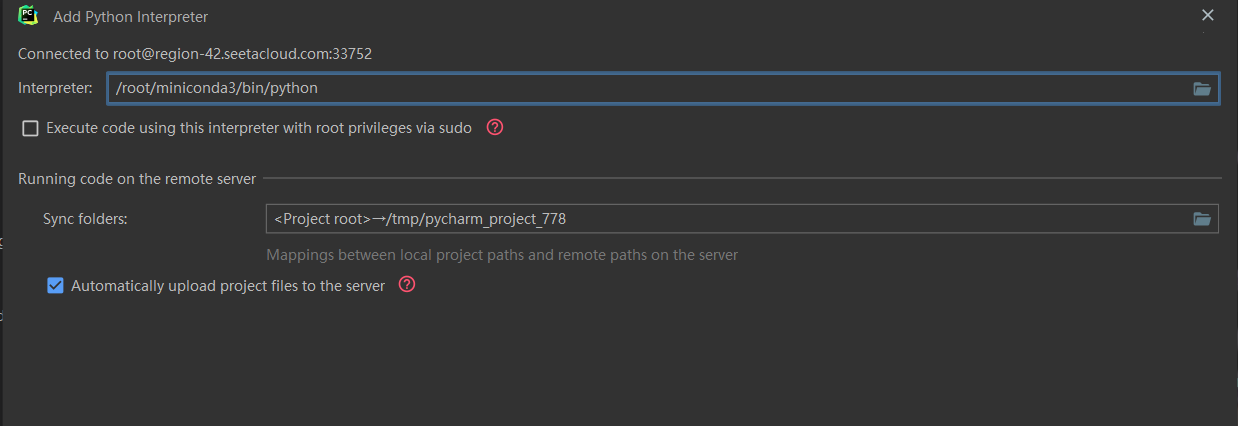 PC
Add Python Interpreter
Connected to root@region-42.seetacloud.com:33752
Interpreter: /root/miniconda3/bin/python
Execute code using this interpreter with root privileges via sudo ?
Running code on the remote server
Sync folders: <Project root>→/tmp/pycharm_project_778
Mappings between local project paths and remote paths on the server
Automatically upload project files to the server ?